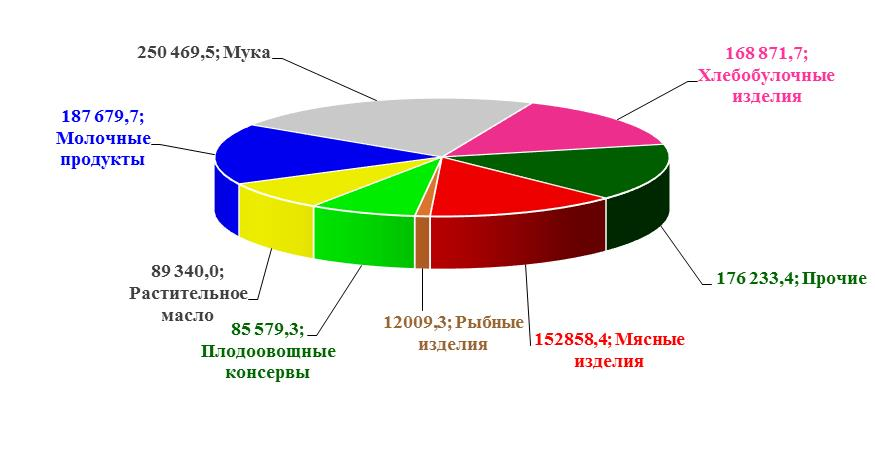 250 469,5; Мука
168 871,7;
Хлебобулочные
изделия
187 679,7;
Молочные
продукты
176 233,4; Прочие
89 340,0;
Растительное
масло
85 579,3;
Плодоовощные
консервы
12009,3; Рыбные
изделия
152858,4; Мясные
изделия